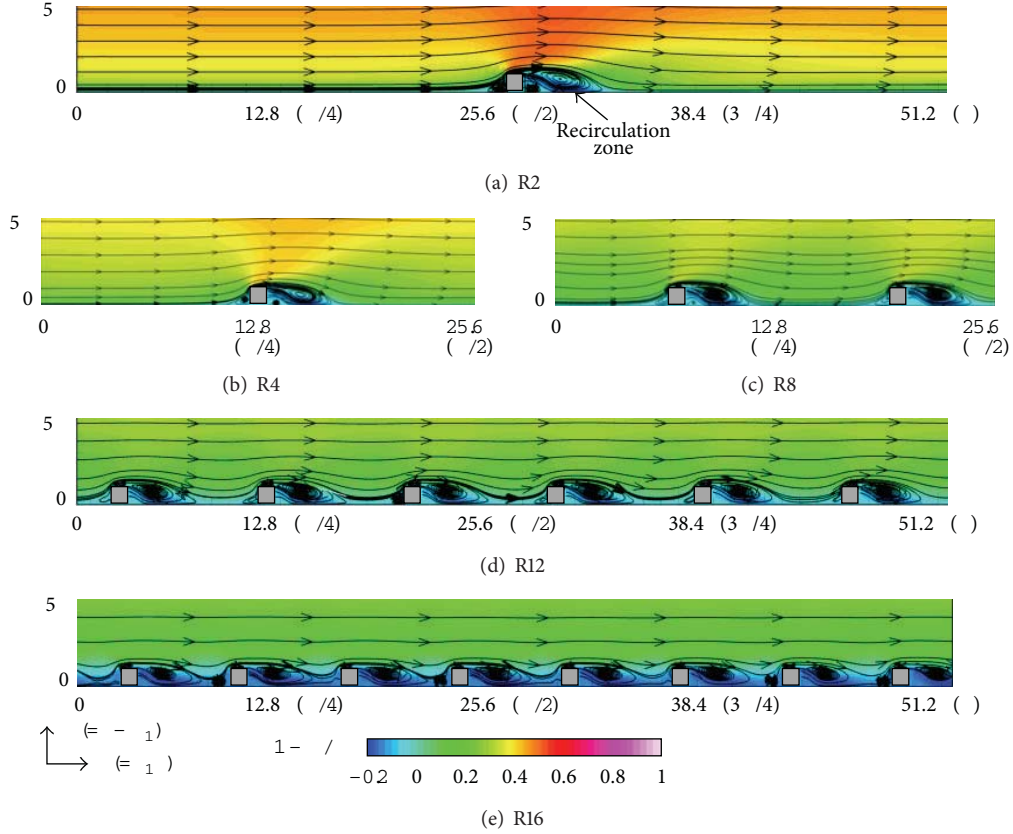 5
0
0 12.8 ( /4) 25.6 ( /2) 38.4 (3 /4) 51.2 ( )
Recirculation
zone
(a) R2
5
0
0 12.8 25.6
( /4) ( /2)
(b) R4
5
0
0 12.8 25.6
( /4) ( /2)
(c) R8
5
0
0 12.8 ( /4) 25.6 ( /2) 38.4 (3 /4) 51.2 ( )
(d) R12
5
0
0 12.8 ( /4) 25.6 ( /2) 38.4 (3 /4) 51.2 ( )
(= − 1)
(= 1 )
1 − /
−0.2 0 0.2 0.4 0.6 0.8 1
(e) R16